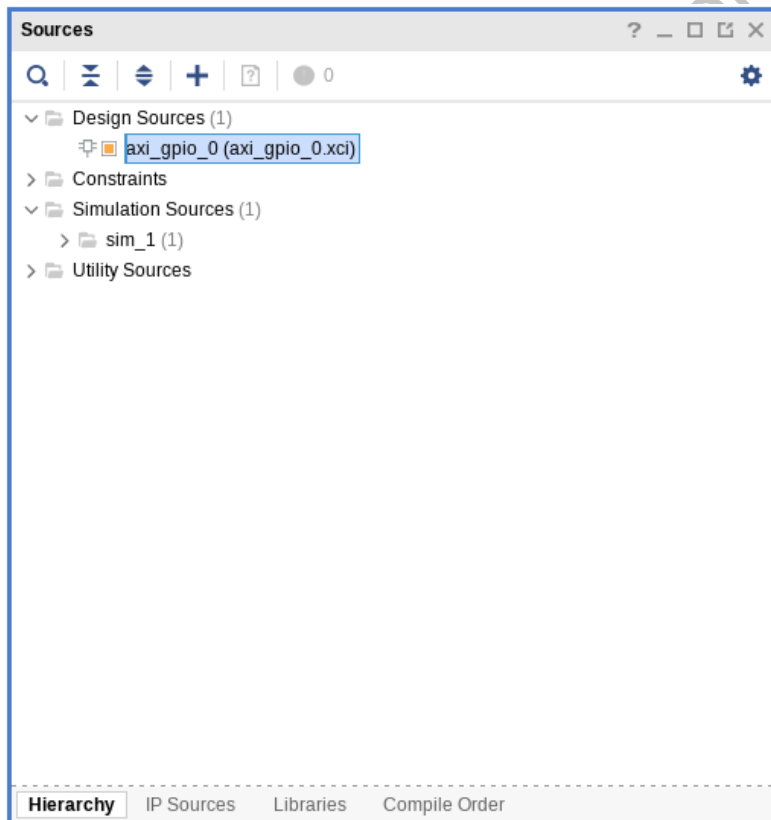 Sources
? 0
Design Sources (1)
axi_gpio_0 (axi_gpio_0.xci)
Constraints
Simulation Sources (1)
sim_1 (1)
Utility Sources
Hierarchy IP Sources Libraries Compile Order